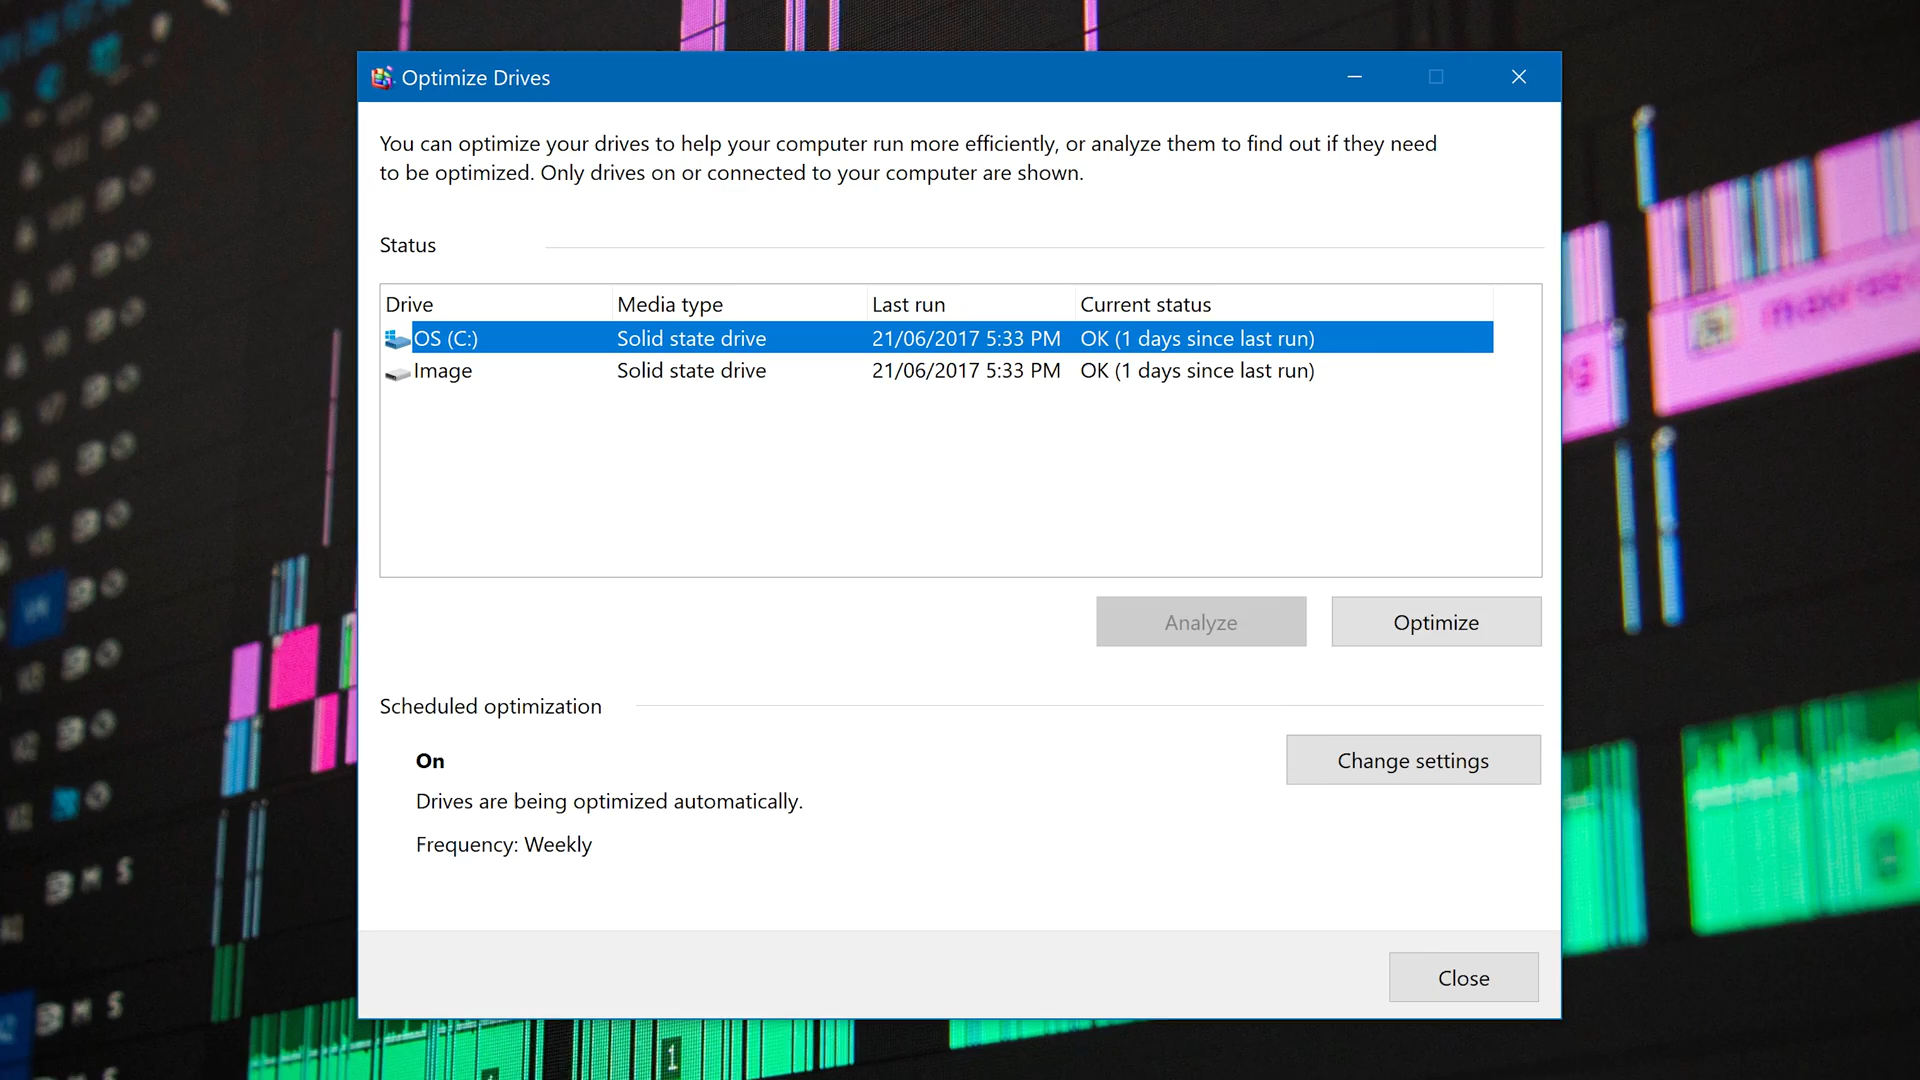 Optimize Drives
You can optimize your drives to help your computer run more efficiently, or analyze them to find out if they need
to be optimized. Only drives on or connected to your computer are shown.
Status
Drive Media type Last run Current status
OS (C:) Solid state drive 21/06/2017 5:33 PM OK (1 days since last run)
Image Solid state drive 21/06/2017 5:33 PM OK (1 days since last run)
Analyze Optimize
Scheduled optimization
On
Change settings
Drives are being optimized automatically.
Frequency: Weekly
Close
M S
M S
1